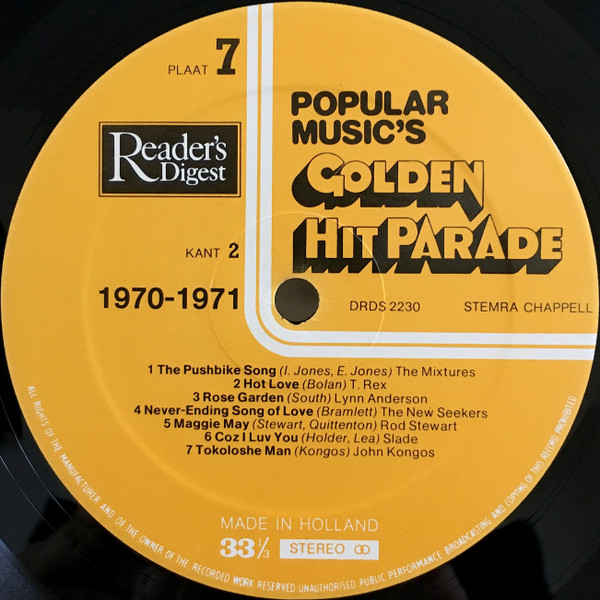 PLAAT 7
POPULAR
MUSIC'S
GOLDEN
HIT PARADE
Reader's
Digest
KANT 2
1970-1971
DRDS 2230
STEMRA CHAPPELL
1 The Pushbike Song (I. Jones, E. Jones) The Mixtures
2 Hot Love (Bolan) T. Rex
3 Rose Garden (South) Lynn Anderson
4 Never-Ending Song of Love (Bramlett) The New Seekers
5 Maggie May (Stewart, Quittenton) Rod Stewart
6 Coz I Luv You (Holder, Lea) Slade
7 Tokoloshe Man (Kongos) John Kongos
MADE IN HOLLAND
33 1/3 STEREO
ALL RIGHTS OF THE MANUFACTURER AND OF THE OWNER OF THE RECORDED WORK RESERVED UNAUTHORISED PUBLIC PERFORMANCE BROADCASTING AND COPYING OF THIS RECORD PROHIBITED